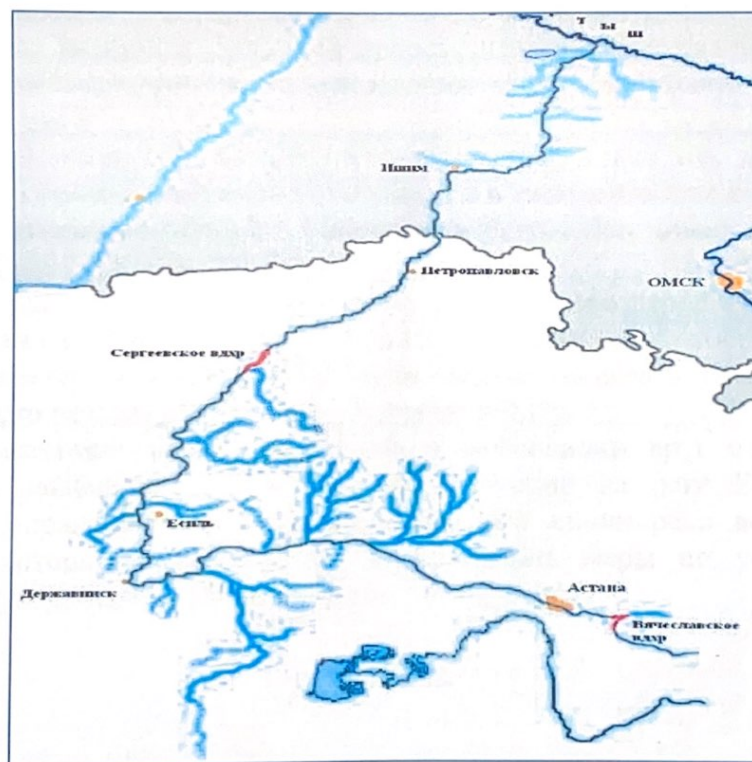 т ы ш
Ишим
Петропавловск
ОМСК
Сергеевское вдхр
Есиль
Державинск
Астана
Вячеславское
вдхр